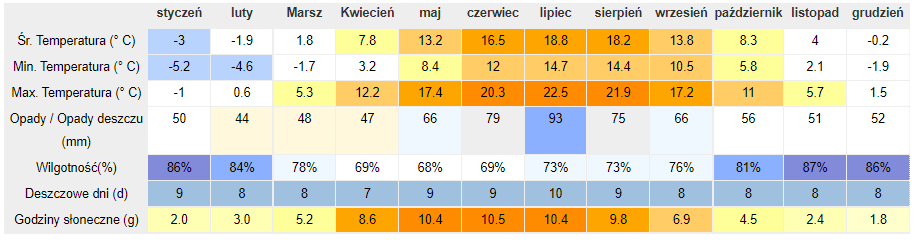 styczeń luty Marsz Kwiecień maj czerwiec lipiec sierpień wrzesień październik listopad grudzień
Śr. Temperatura (° C) -3 -1.9 1.8 7.8 13.2 16.5 18.8 18.2 13.8 8.3 4 -0.2
Min. Temperatura (° C) -5.2 -4.6 -1.7 3.2 8.4 12 14.7 14.4 10.5 5.8 2.1 -1.9
Max. Temperatura (° C) -1 0.6 5.3 12.2 17.4 20.3 22.5 21.9 17.2 11 5.7 1.5
Opady / Opady deszczu (mm) 50 44 48 47 66 79 93 75 66 56 51 52
Wilgotność(%) 86% 84% 78% 69% 68% 69% 73% 73% 76% 81% 87% 86%
Deszczowe dni (d) 9 8 8 7 9 9 10 9 8 8 8 8
Godziny słoneczne (g) 2.0 3.0 5.2 8.6 10.4 10.5 10.4 9.8 6.9 4.5 2.4 1.8